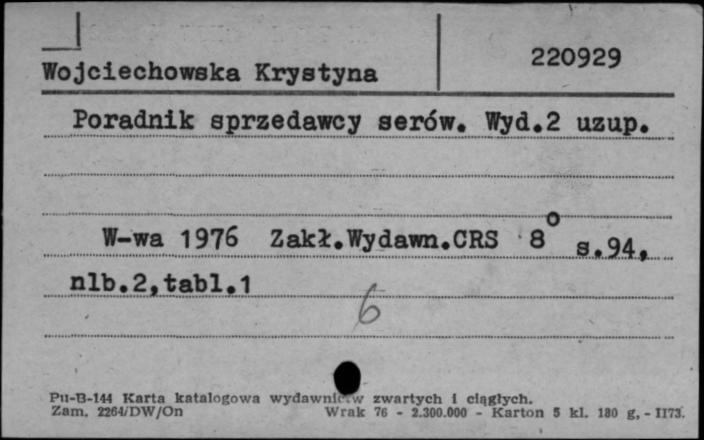 220929
Wojciechowska Krystyna
Poradnik sprzedawcy serów. Wyd.2 uzup.
W-wa 1976 Zakł.Wydawn.CRS 8o s.94,
nlb.2,tabl.1
6
Pu-B-144 Karta katalogowa wydawnictw zwartych i ciągłych.
Zam. 2264/DW/On Wrak 76 - 2.300.000 - Karton 5 kl. 180 g, - I173.